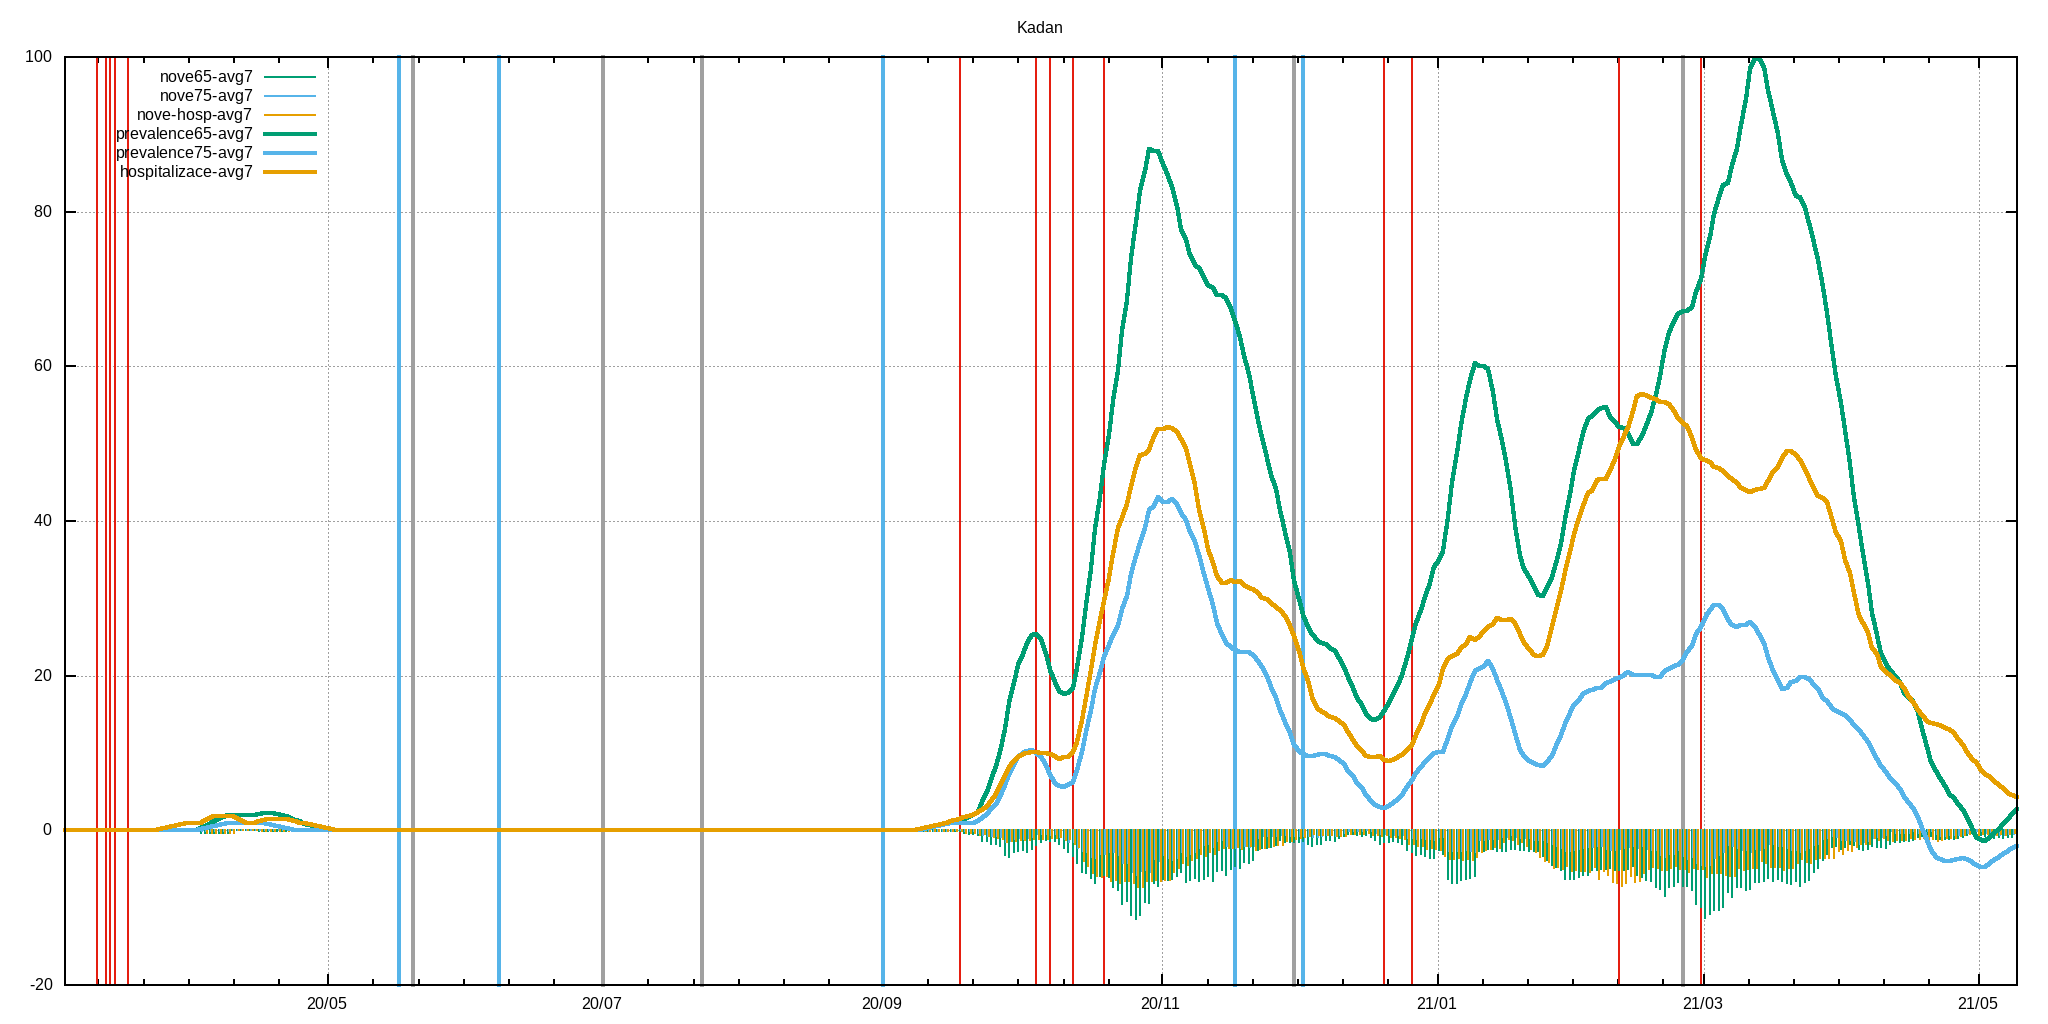 Kadan
100
80
60
40
20
0
-20
nove65-avg7
nove75-avg7
nove-hosp-avg7
prevalence65-avg7
prevalence75-avg7
hospitalizace-avg7
20/05 20/07 20/09 20/11 21/01 21/03 21/05